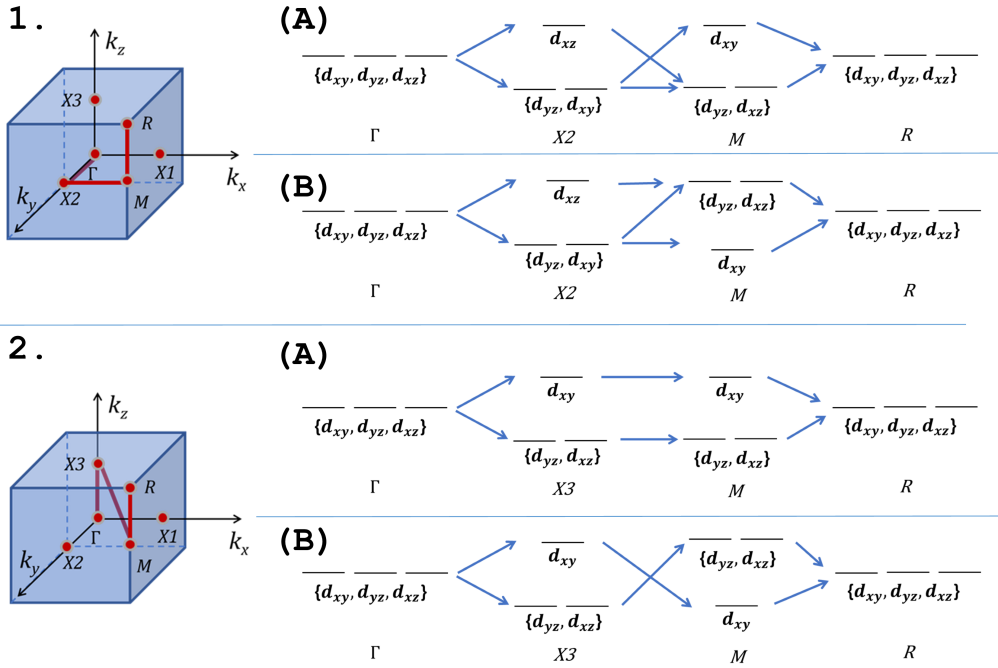 1.
k_z
X3
R
Γ
X1
k_x
k_y
X2
M
(A)
d_xz
d_xy
{d_xy, d_yz, d_xz}
{d_yz, d_xy}
{d_yz, d_xz}
{d_xy, d_yz, d_xz}
Γ
X2
M
R
(B)
d_xz
{d_yz, d_xz}
{d_xy, d_yz, d_xz}
{d_yz, d_xy}
d_xy
{d_xy, d_yz, d_xz}
Γ
X2
M
R
2.
k_z
X3
R
Γ
X1
k_x
k_y
X2
M
(A)
d_xy
d_xy
{d_xy, d_yz, d_xz}
{d_yz, d_xz}
{d_yz, d_xz}
{d_xy, d_yz, d_xz}
Γ
X3
M
R
(B)
d_xy
{d_yz, d_xz}
{d_xy, d_yz, d_xz}
{d_yz, d_xz}
d_xy
{d_xy, d_yz, d_xz}
Γ
X3
M
R